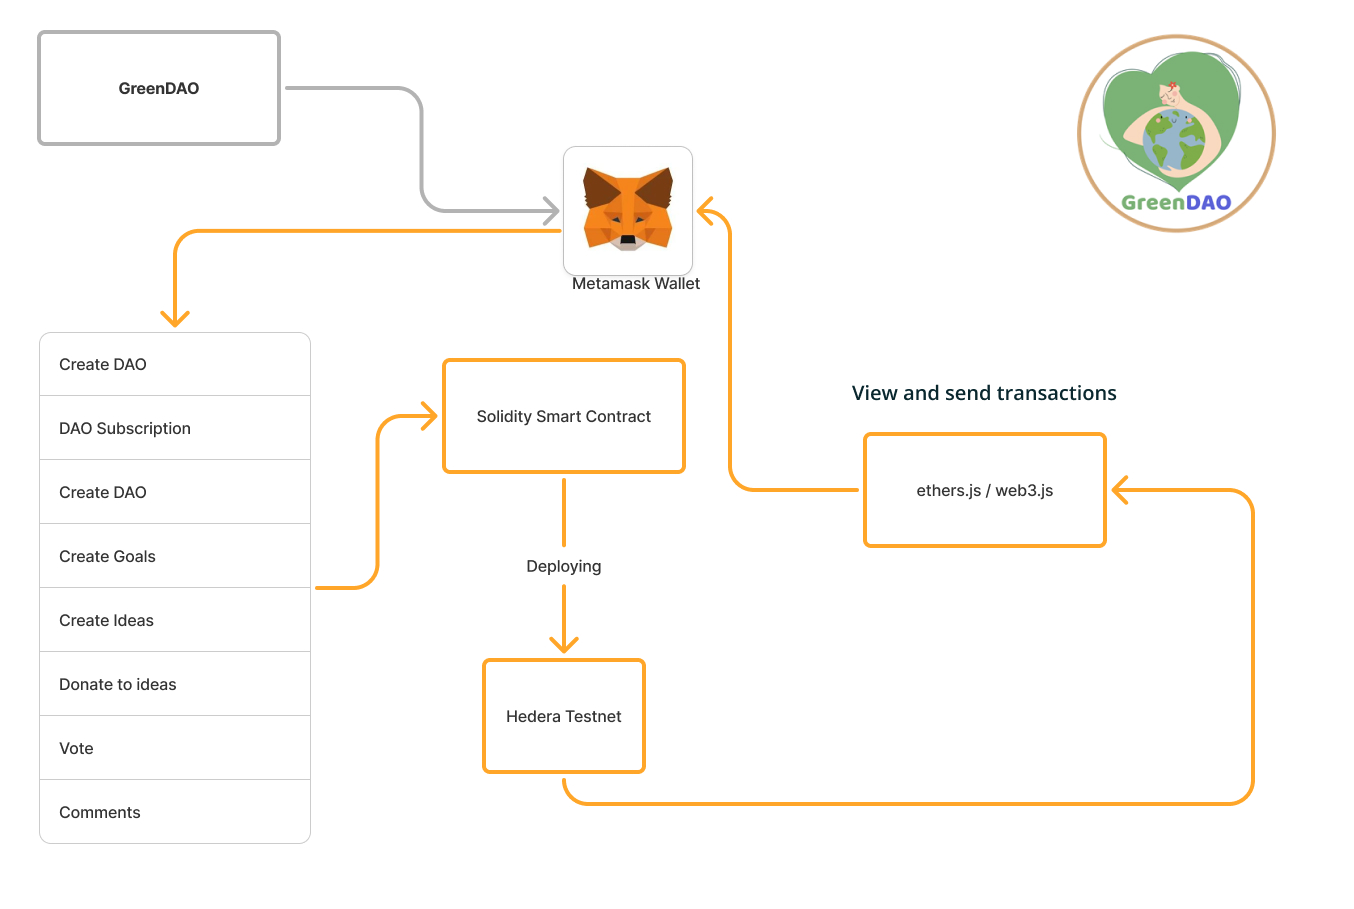 GreenDAO
GreenDAO
Metamask Wallet
Create DAO
DAO Subscription
Create DAO
Create Goals
Create Ideas
Donate to ideas
Vote
Comments
Solidity Smart Contract
Deploying
Hedera Testnet
View and send transactions
ethers.js / web3.js